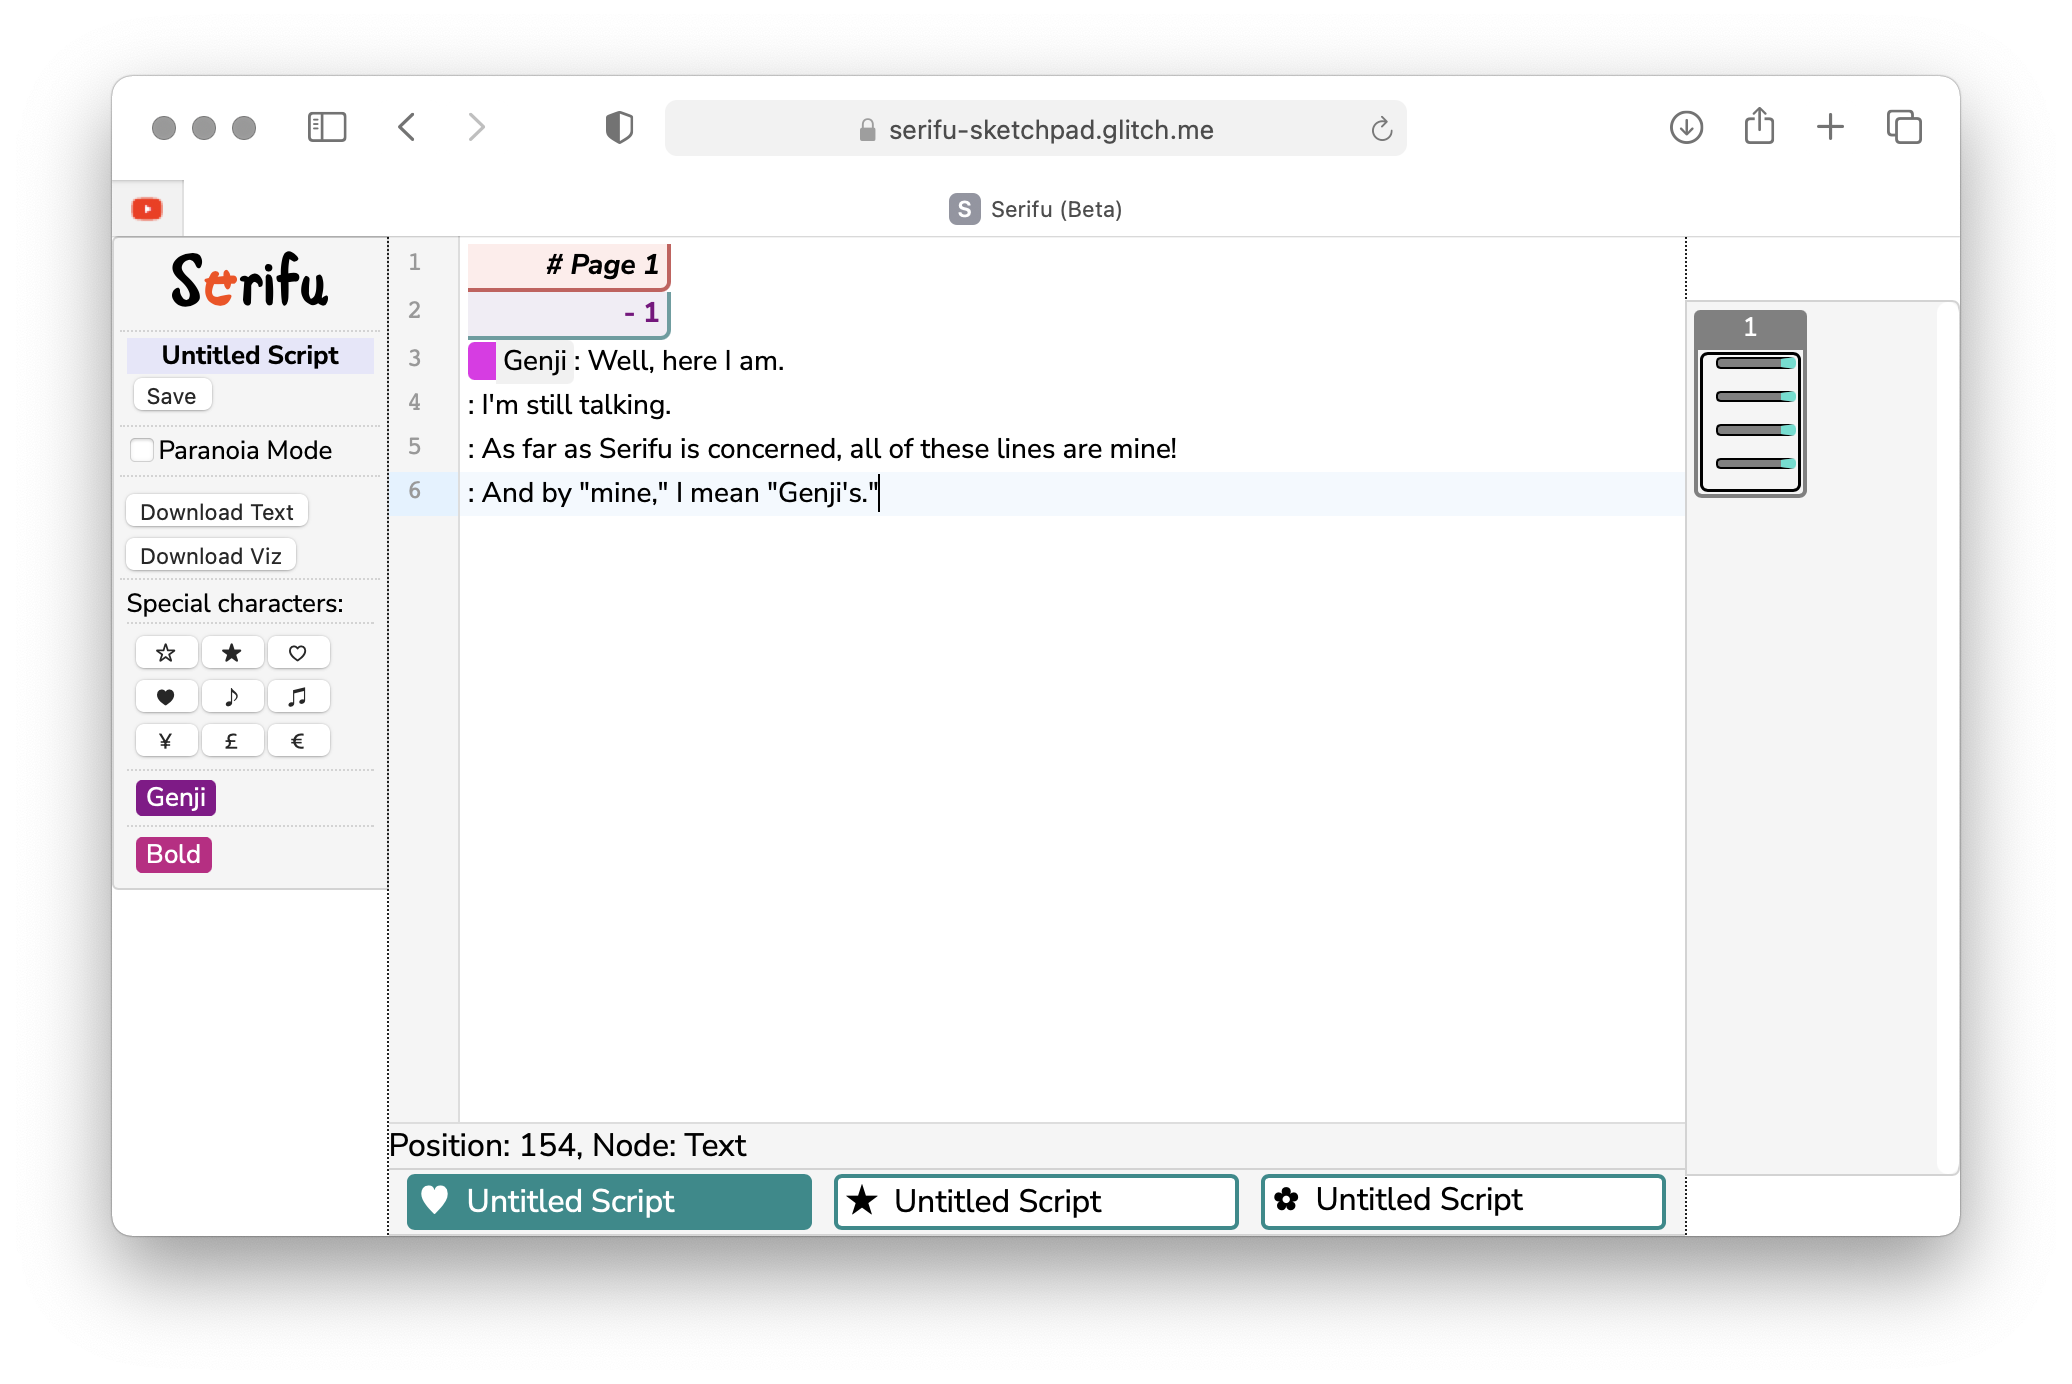 serifu-sketchpad.glitch.me
S Serifu (Beta)
Serifu
Untitled Script
Save
Paranoia Mode
Download Text
Download Viz
Special characters:
☆ ★ ♡
♥ ♪ ♫
¥ £ €
Genji
Bold
1 # Page 1
2 - 1
3 Genji : Well, here I am.
4 : I'm still talking.
5 : As far as Serifu is concerned, all of these lines are mine!
6 : And by "mine," I mean "Genji's."
1
Position: 154, Node: Text
♥ Untitled Script
★ Untitled Script
✿ Untitled Script